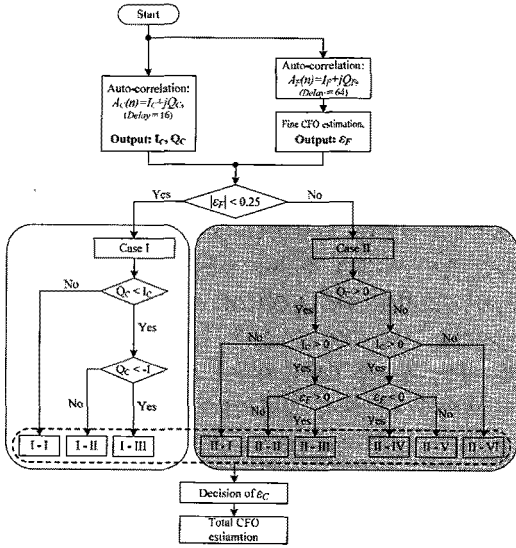 Start
Auto-correlation:
A_C(n)=I_C+jQ_C,
(Delay=16)
Output: I_C, Q_C
Auto-correlation:
A_F(n)=I_F+jQ_F,
(Delay=64)
Fine CFO estimation,
Output: ε_F
Yes
|ε_F| < 0.25
No
Case I
Case II
No
Q_C < I_C
Yes
Q_C > 0
Yes
No
No
I_C > 0
I_C > 0
No
Q_C < -I
Yes
Yes
No
Yes
ε_F > 0
No
Yes
ε_F < 0
No
Yes
I - I
I - II
I - III
II - I
II - II
II - III
II - IV
II - V
II - VI
Decision of ε_C
Total CFO
estiamtion